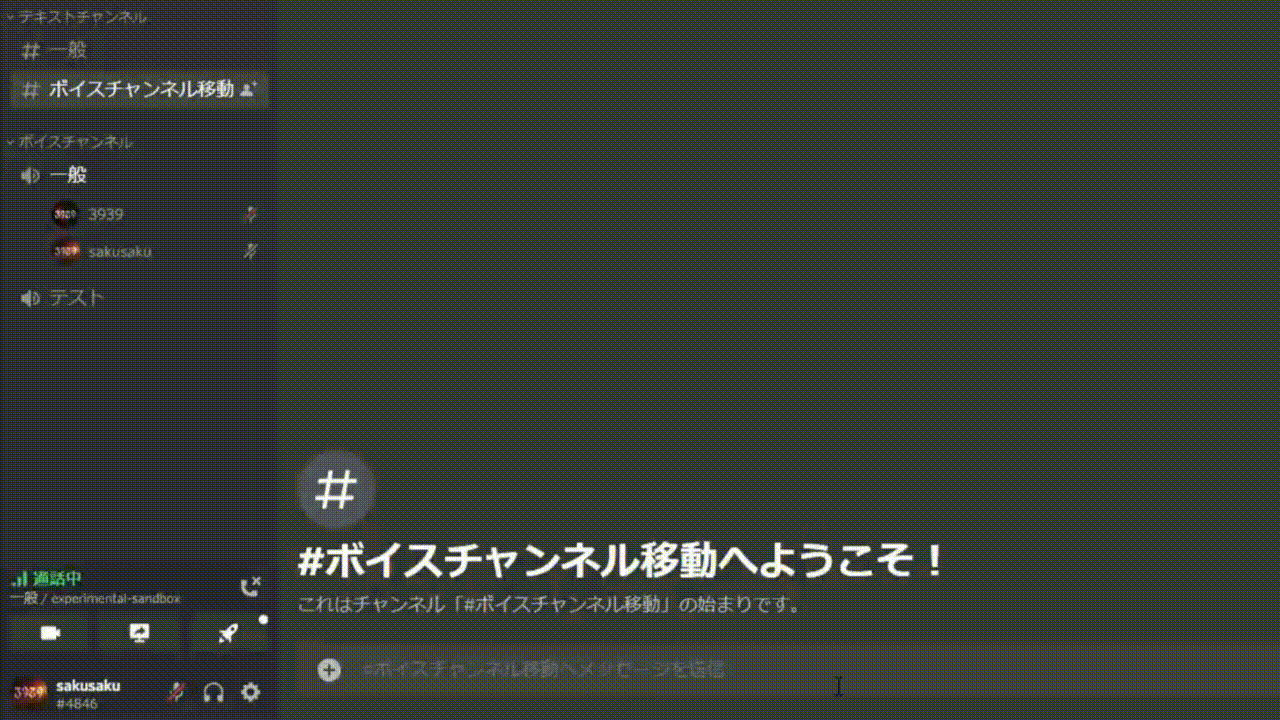 テキストチャンネル
# 一般
# ボイスチャンネル移動
ボイスチャンネル
一般
3939
sakusaku
テスト
通話中
一般 / experimental-sandbox
sakusaku
#4846
#
#ボイスチャンネル移動へようこそ！
これはチャンネル「#ボイスチャンネル移動」の始まりです。
#ボイスチャンネル移動へメッセージを送信